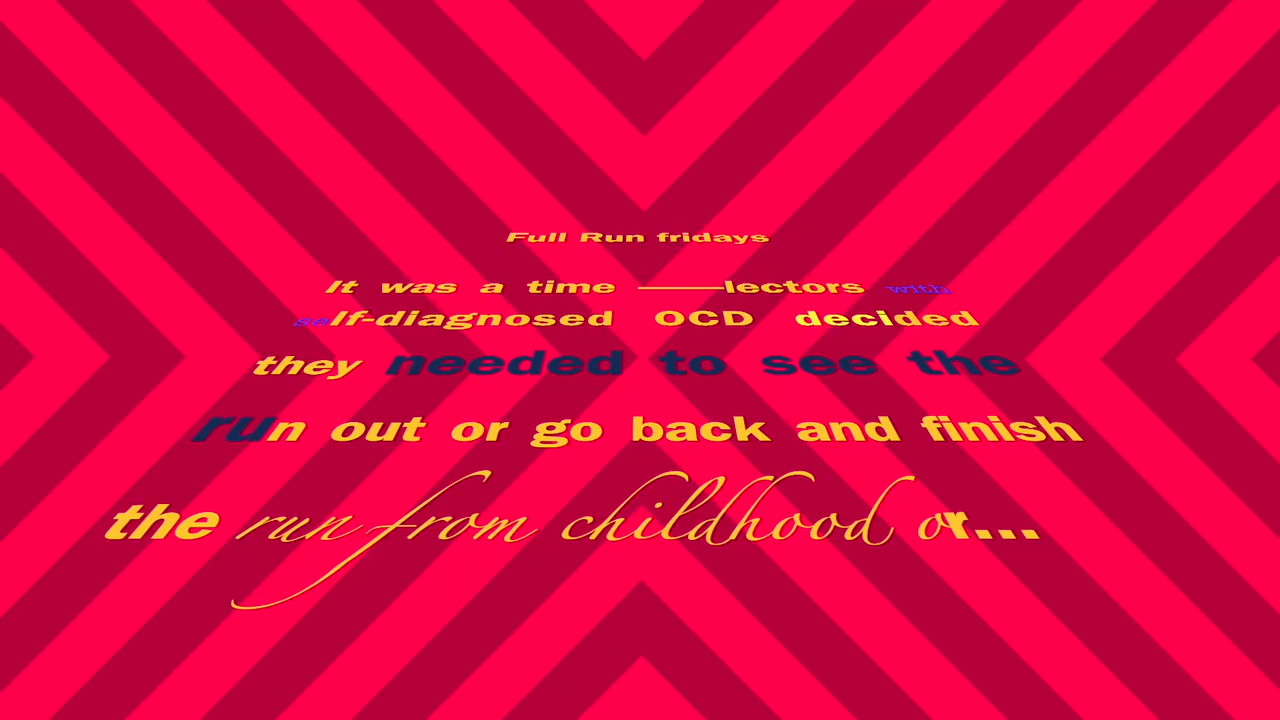 Full Run fridays
It was a time lectors with
self-diagnosed OCD decided
they needed to see the
run out or go back and finish
the run from childhood or...